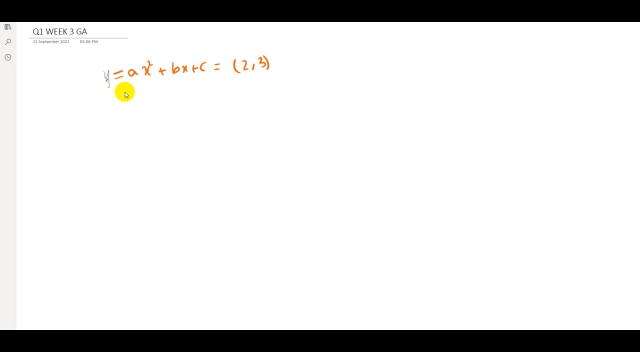 Q1 WEEK 3 GA
y = ax² + bx + c = (2,3)